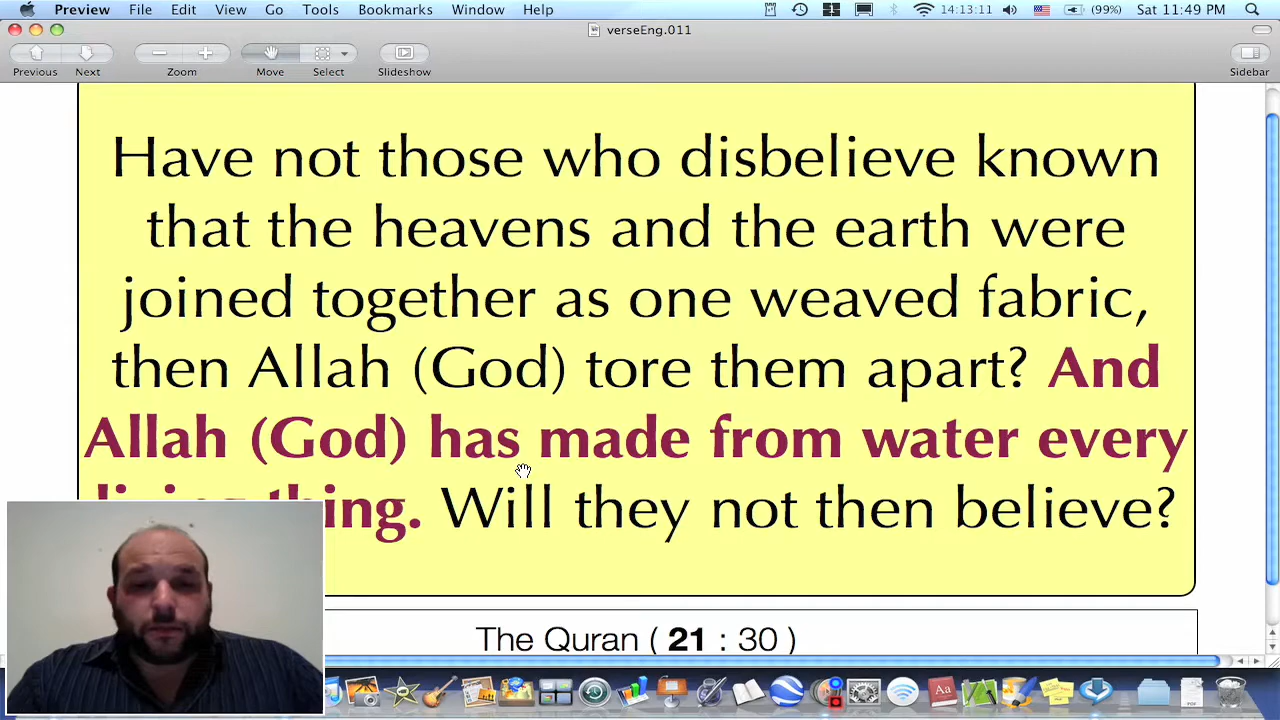 Preview File Edit View Go Tools Bookmarks Window Help 14:13:11 (99%) Sat 11:49 PM
verseEng.011
Previous Next Zoom Move Select Slideshow Sidebar
Have not those who disbelieve known
that the heavens and the earth were
joined together as one weaved fabric,
then Allah (God) tore them apart? And
Allah (God) has made from water every
living thing. Will they not then believe?
The Quran ( 21 : 30 )